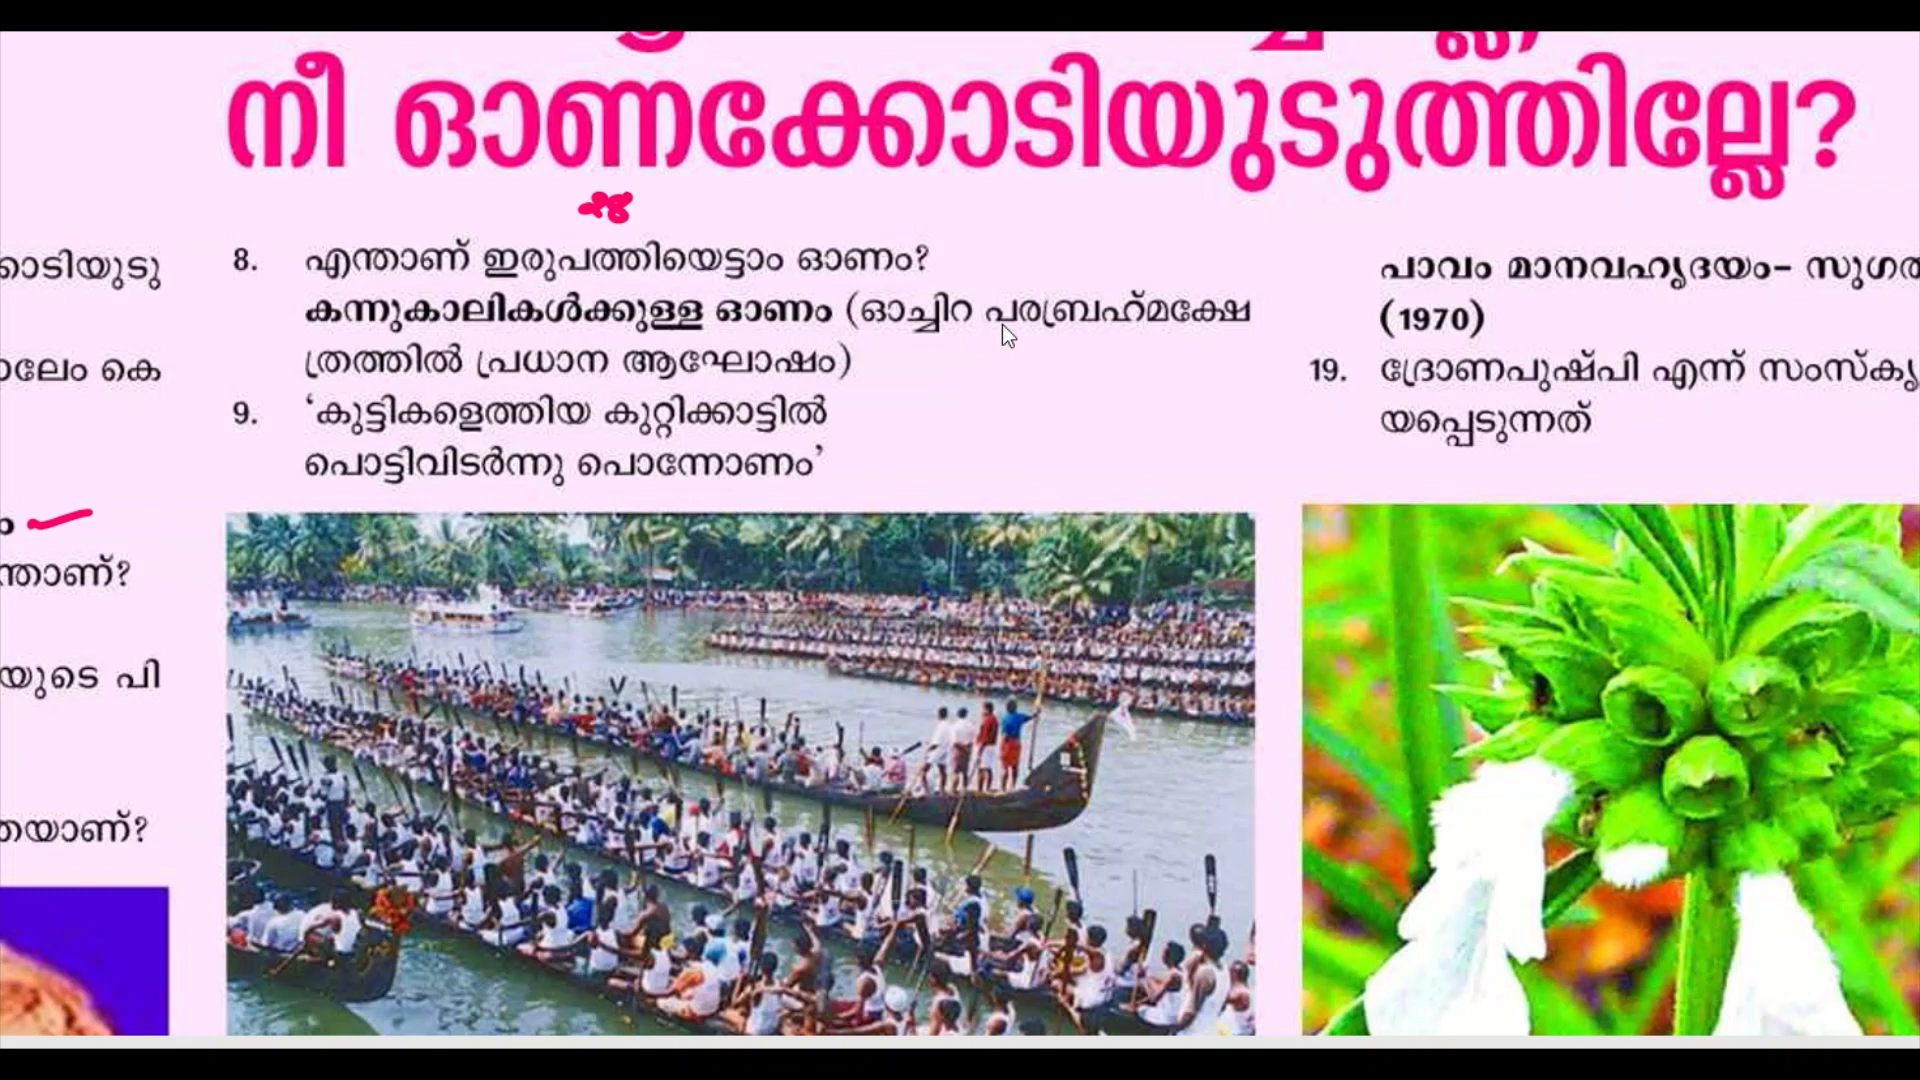 നീ ഓണക്കോടിയുടുത്തില്ലേ?
കാടിയുടു
ലേം കെ
ന്താണ്?
യുടെ പി
തയാണ്?
8. എന്താണ് ഇരുപത്തിയെട്ടാം ഓണം?
കന്നുകാലികൾക്കുള്ള ഓണം (ഓച്ചിറ പരബ്രഹ്മക്ഷേ
ത്രത്തിൽ പ്രധാന ആഘോഷം)
9. ‘കുട്ടികളെത്തിയ കുറ്റിക്കാട്ടിൽ
പൊട്ടിവിടർന്നു പൊന്നോണം’
പാവം മാനവഹൃദയം– സുഗത
(1970)
19. ദ്രോണപുഷ്പി എന്ന് സംസ്കൃ
യപ്പെടുന്നത്